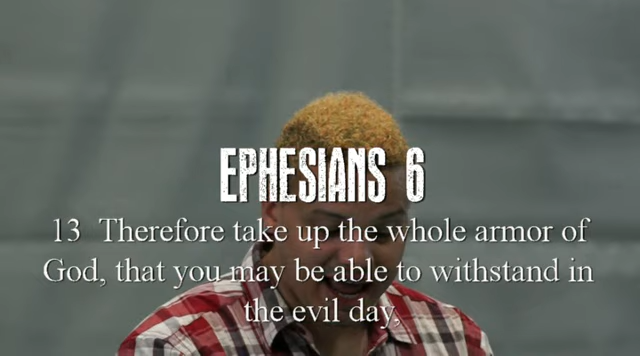 EPHESIANS 6
13 Therefore take up the whole armor of
God, that you may be able to withstand in
the evil day,